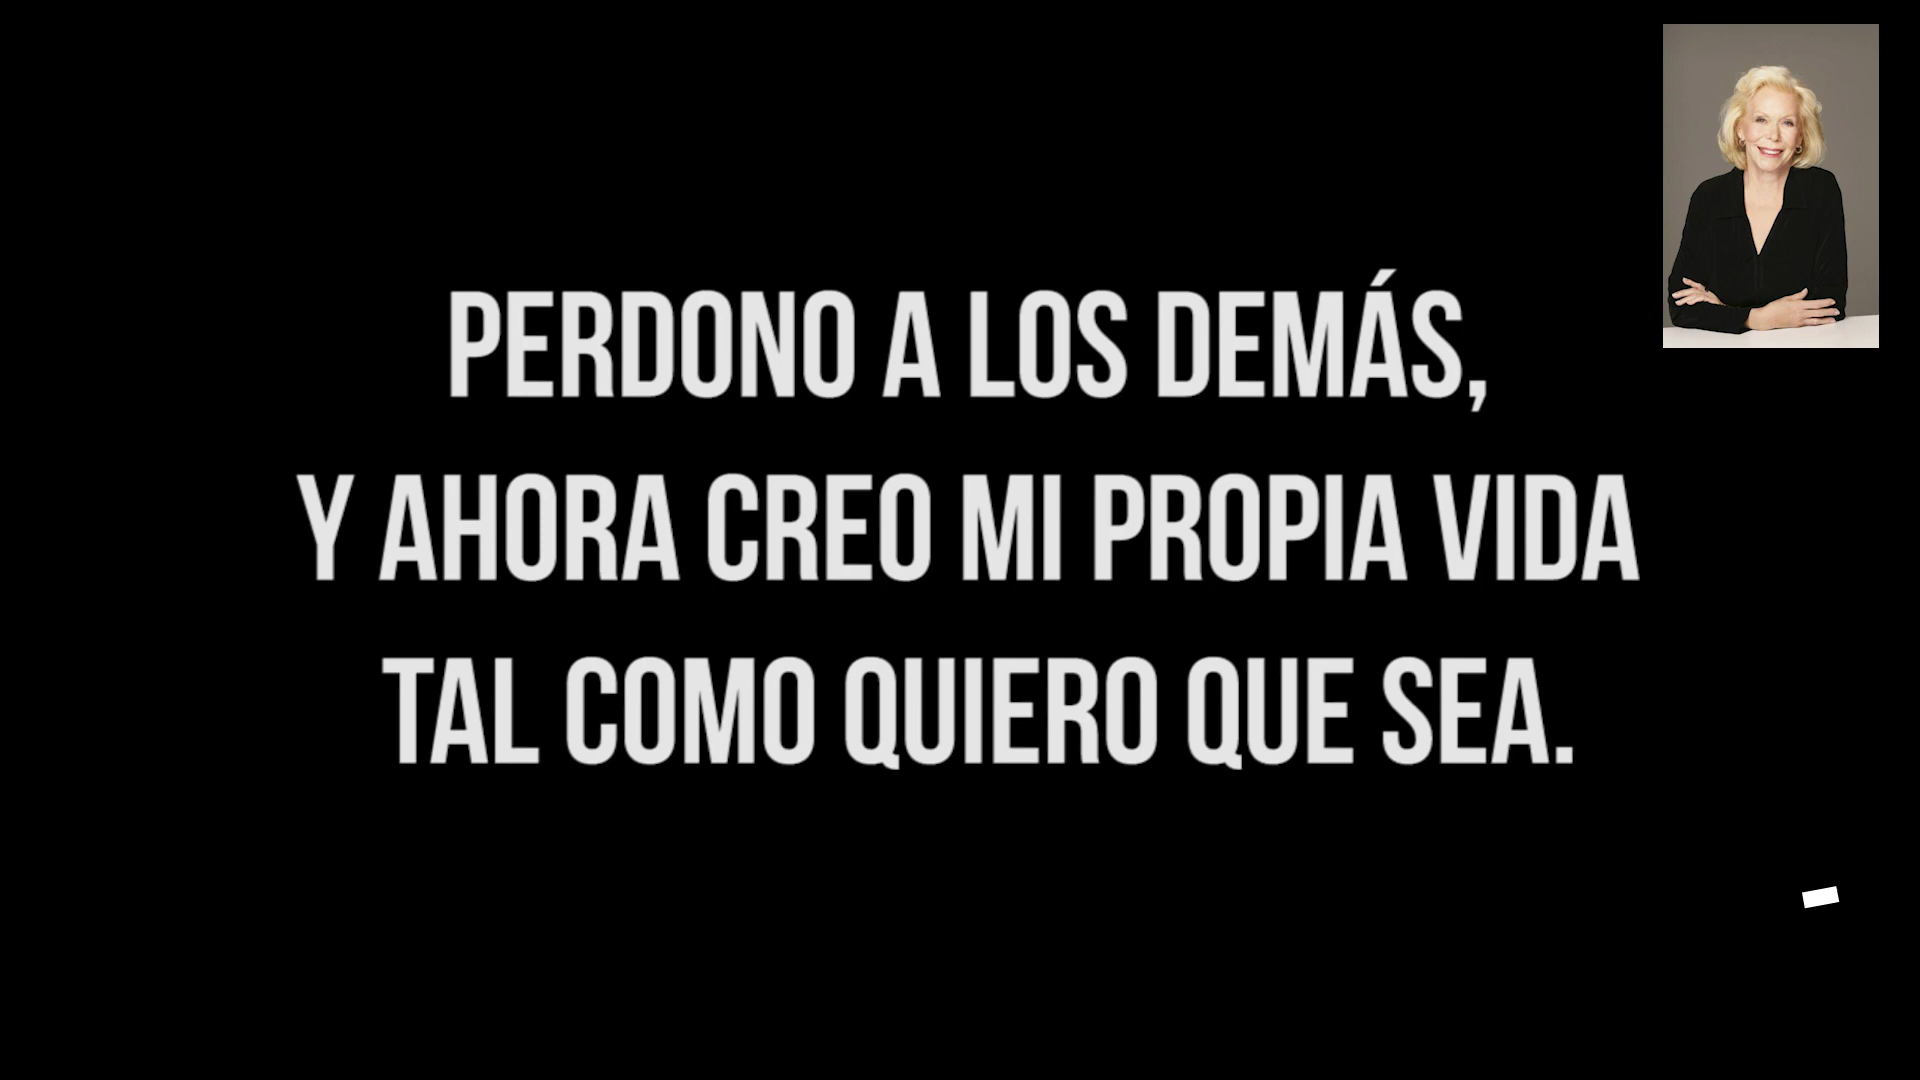 PERDONO A LOS DEMÁS,
Y AHORA CREO MI PROPIA VIDA
TAL COMO QUIERO QUE SEA.